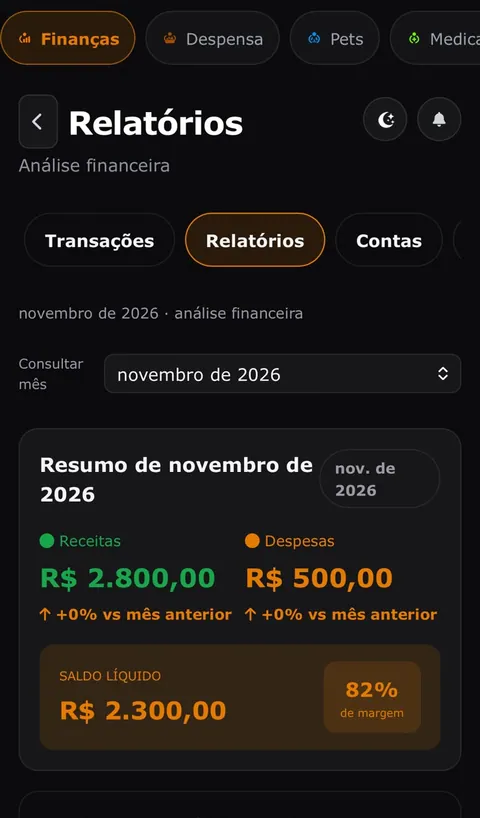 Finanças Despensa Pets
Relatórios
Análise financeira
Transações Relatórios Contas
novembro de 2026 · análise financeira
Consultar
mês
novembro de 2026
Resumo de novembro de
2026
nov. de
2026
Receitas Despesas
R$ 2.800,00 R$ 500,00
↑ +0% vs mês anterior ↑ +0% vs mês anterior
SALDO LÍQUIDO
R$ 2.300,00
82%
de margem